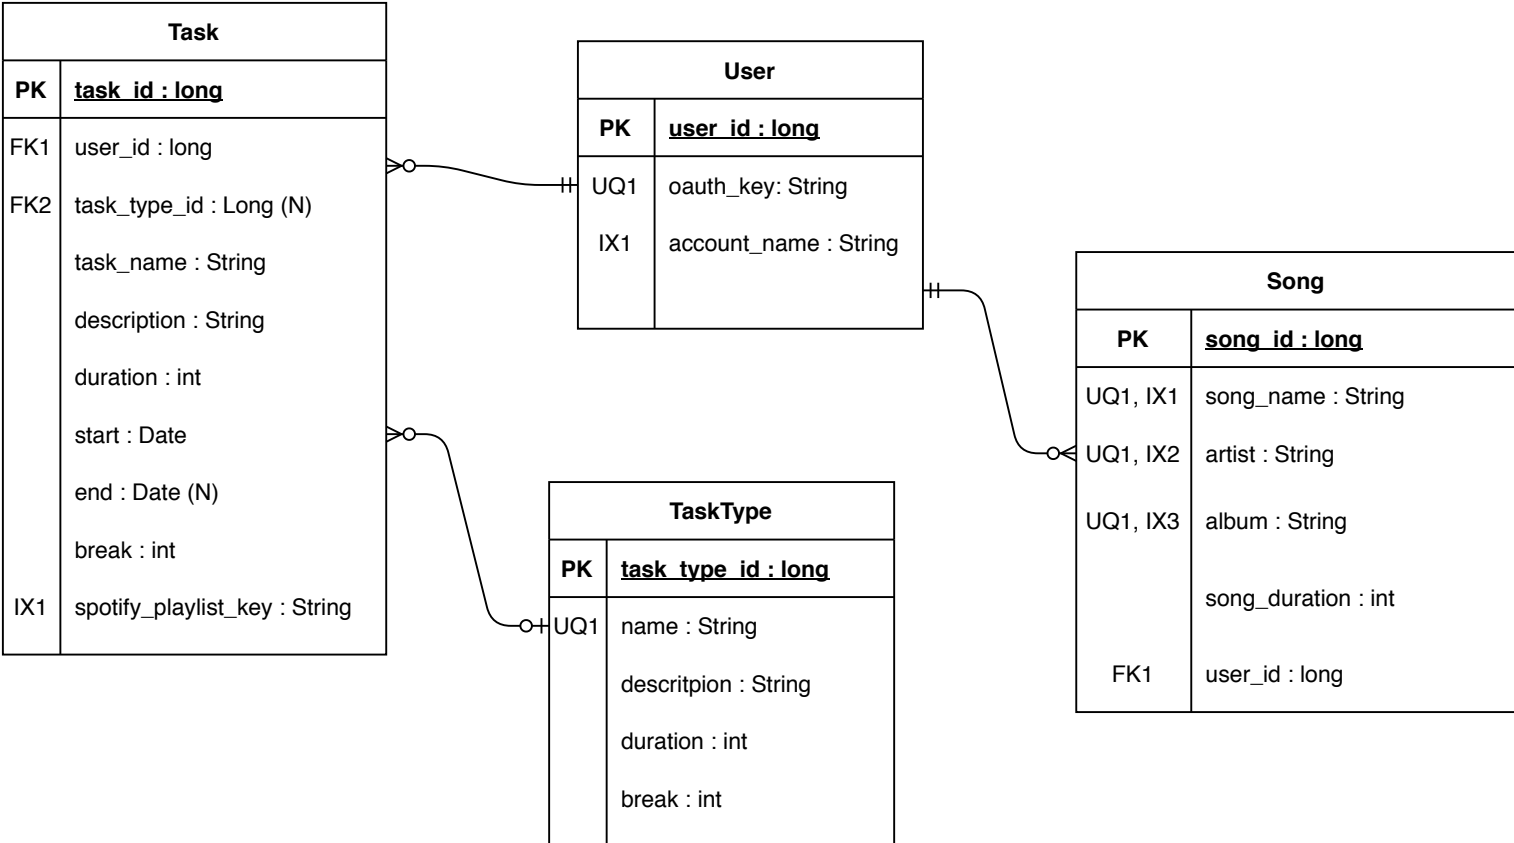 Task
PK task_id : long
FK1 user_id : long
FK2 task_type_id : Long (N)
task_name : String
description : String
duration : int
start : Date
end : Date (N)
break : int
IX1 spotify_playlist_key : String
User
PK user_id : long
UQ1 oauth_key: String
IX1 account_name : String
TaskType
PK task_type_id : long
UQ1 name : String
descritpion : String
duration : int
break : int
Song
PK song_id : long
UQ1, IX1 song_name : String
UQ1, IX2 artist : String
UQ1, IX3 album : String
song_duration : int
FK1 user_id : long